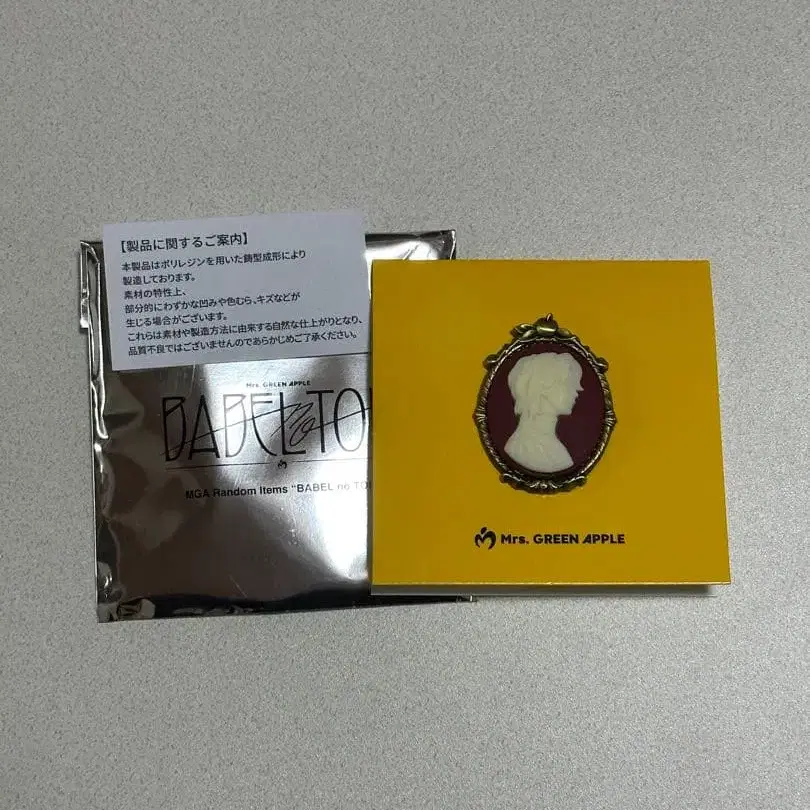 【製品に関するご案内】
本製品はポリレジンを用いた鋳型成形により
製造しております。
素材の特性上、
部分的にわずかな凹みや色むら、キズなどが
生じる場合がございます。
これらは素材や製造方法に由来する自然な仕上がりとなり、
品質不良ではございませんのであらかじめご了承ください。
Mrs. GREEN APPLE
BABEL no TO
MGA Random Items “BABEL no TO
Mrs. GREEN APPLE